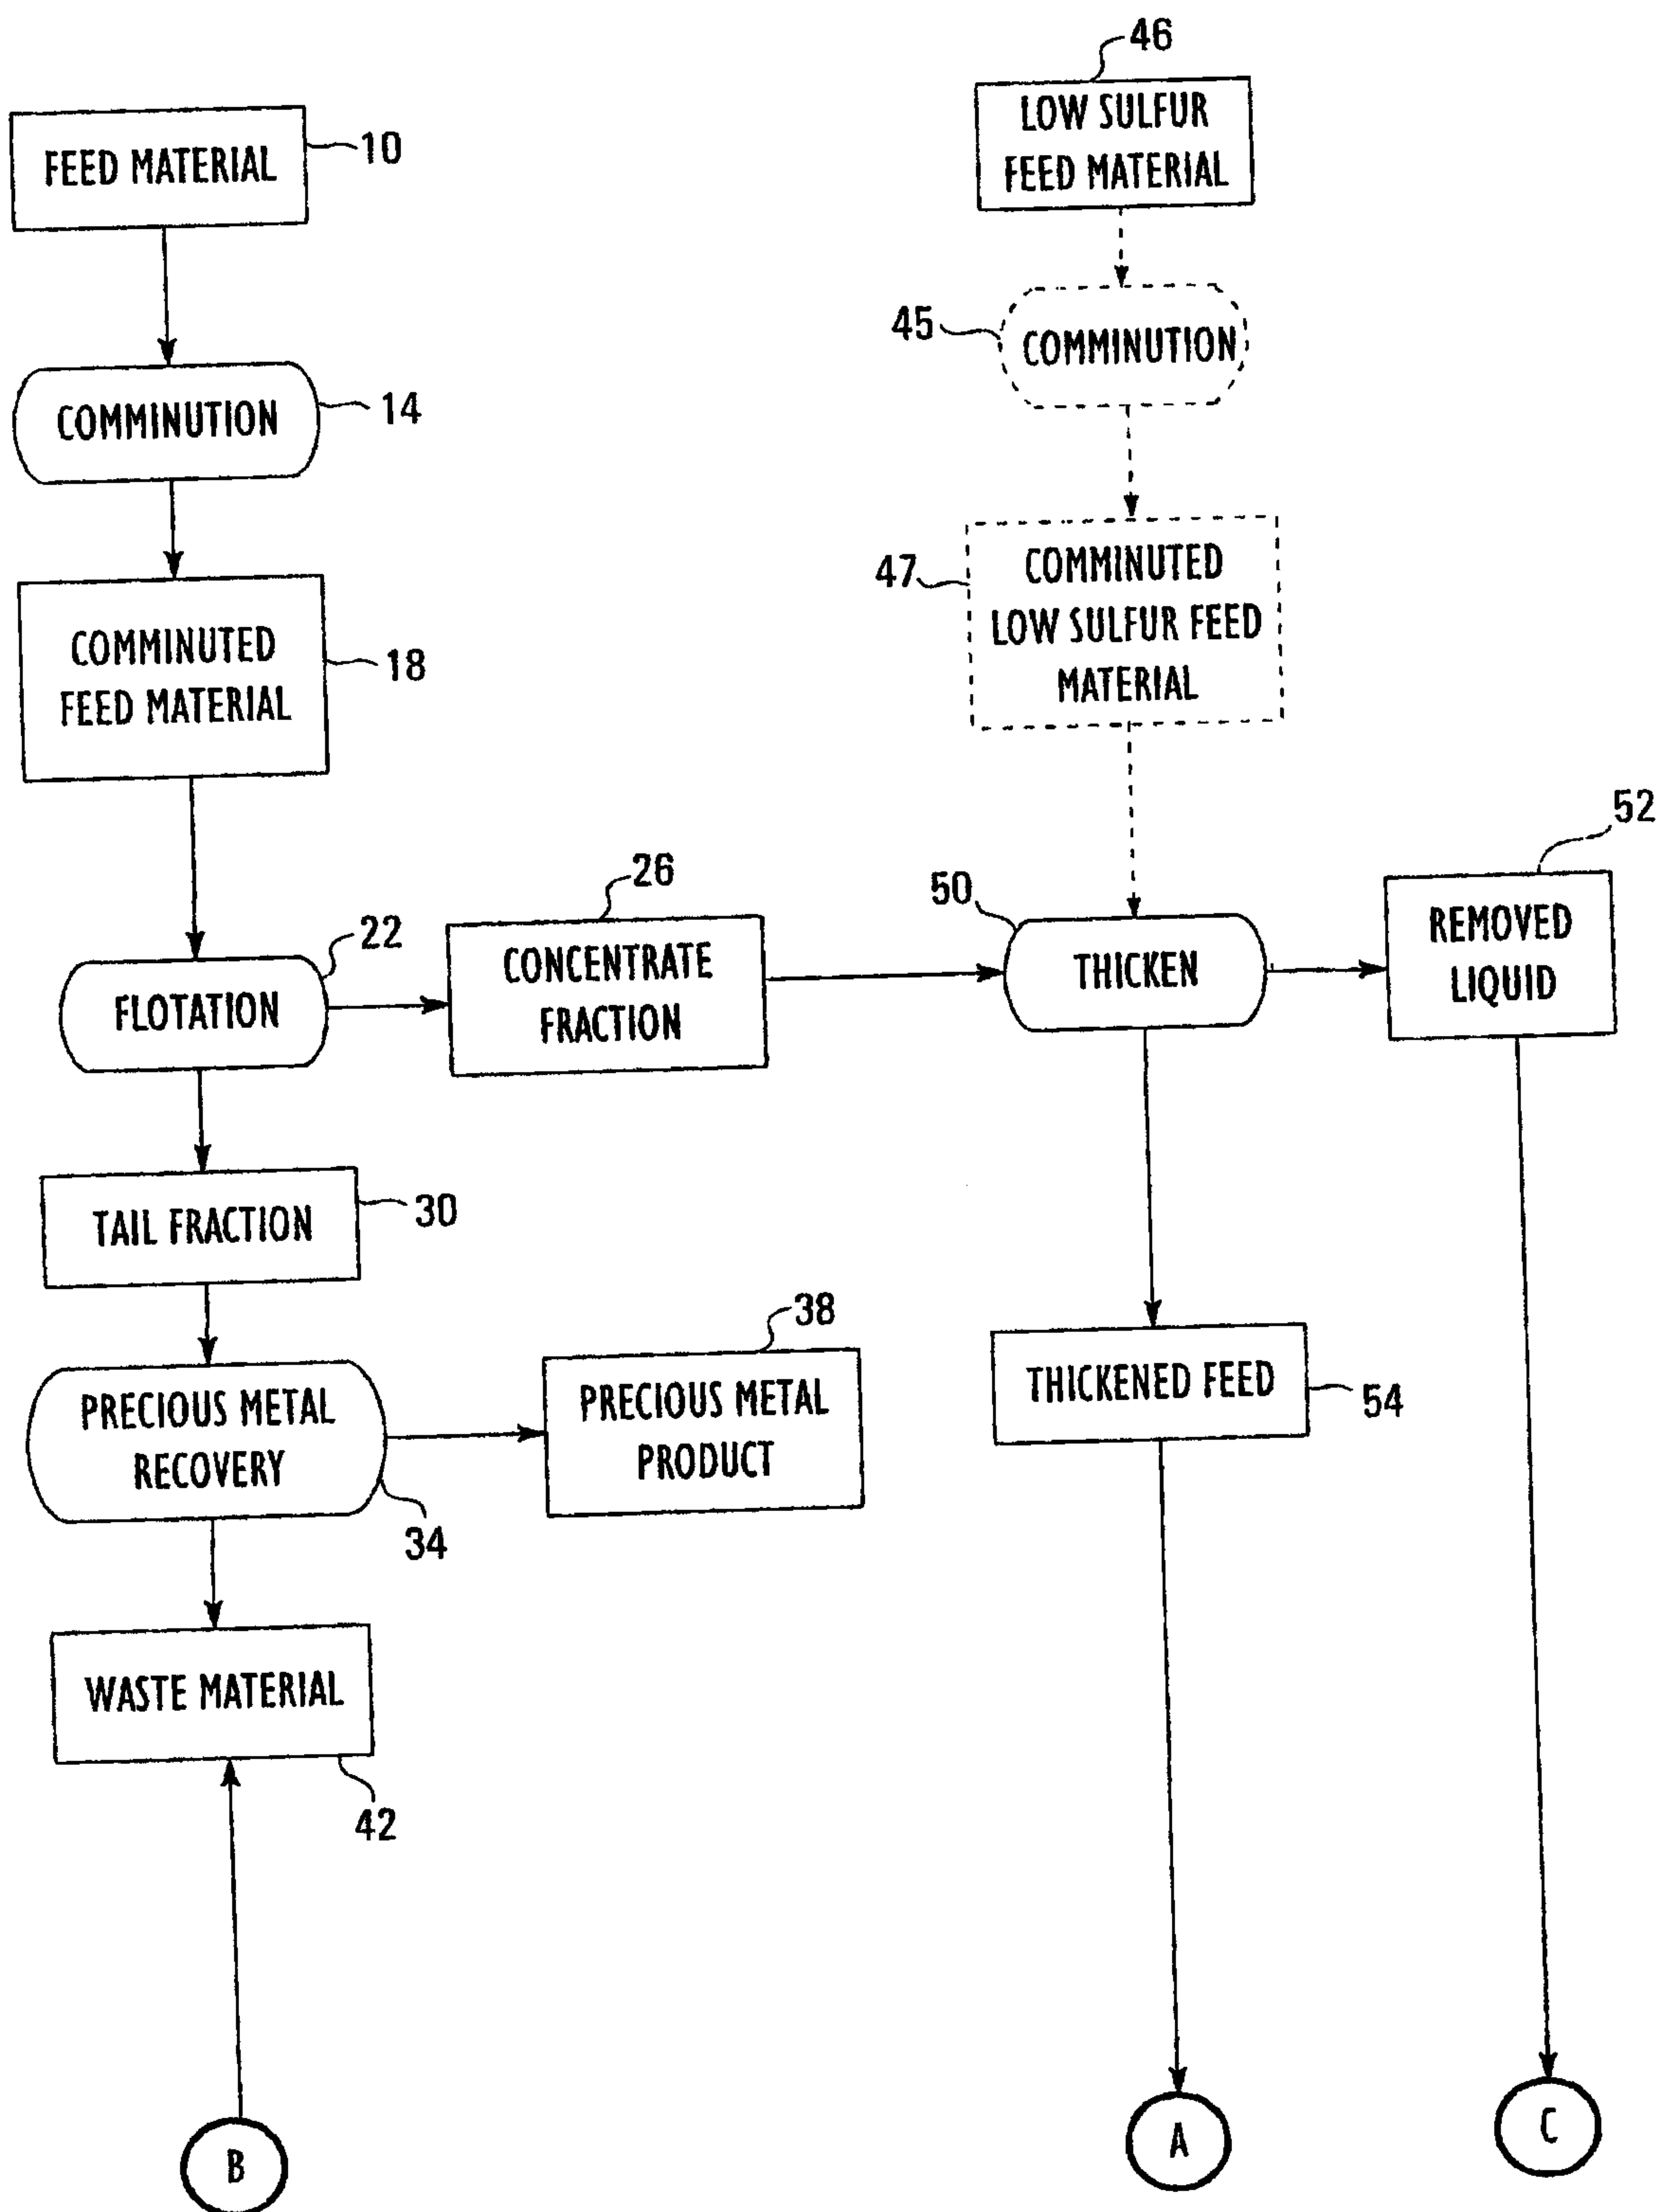 46
LOW SULFUR
FEED MATERIAL
FEED MATERIAL
10
45
COMMINUTION
COMMINUTION
14
47
COMMINUTED
LOW SULFUR FEED
MATERIAL
COMMINUTED
FEED MATERIAL
18
52
26
50
22
FLOTATION
CONCENTRATE
FRACTION
THICKEN
REMOVED
LIQUID
TAIL FRACTION
30
38
PRECIOUS METAL
RECOVERY
34
PRECIOUS METAL
PRODUCT
THICKENED FEED
54
WASTE MATERIAL
42
B
A
C